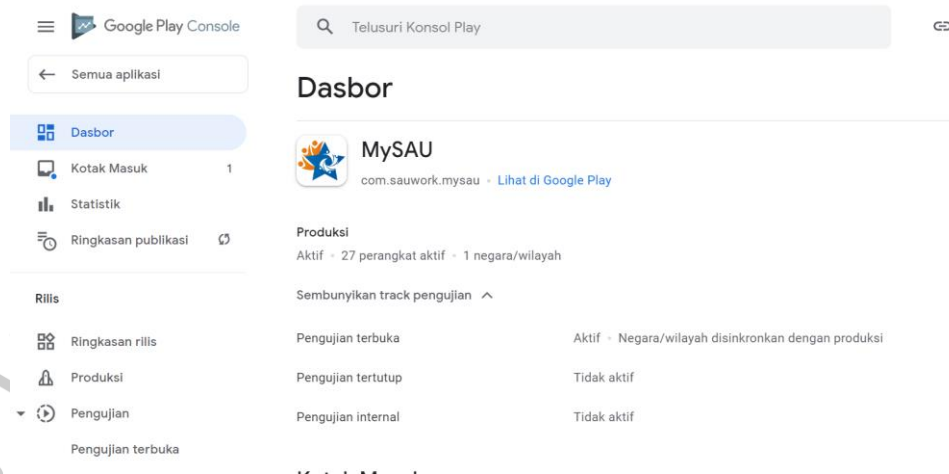 Google Play Console
Telusuri Konsol Play
Semua aplikasi
Dasbor
Kotak Masuk 1
Statistik
Ringkasan publikasi
Rilis
Ringkasan rilis
Produksi
Pengujian
Pengujian terbuka
Dasbor
MySAU
com.sauwork.mysau • Lihat di Google Play
Produksi
Aktif • 27 perangkat aktif • 1 negara/wilayah
Sembunyikan track pengujian
Pengujian terbuka Aktif • Negara/wilayah disinkronkan dengan produksi
Pengujian tertutup Tidak aktif
Pengujian internal Tidak aktif